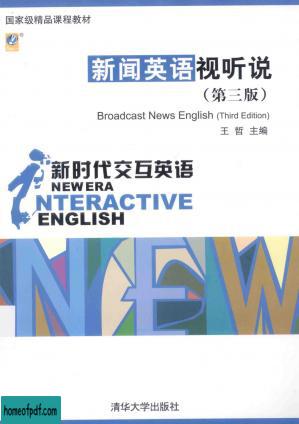 国家级精品课程教材
新闻英语视听说
（第三版）
Broadcast News English (Third Edition)
王 哲 主编
新时代交互英语
NEW ERA
INTERACTIVE
ENGLISH
NEW
清华大学出版社
homeofpdf.com